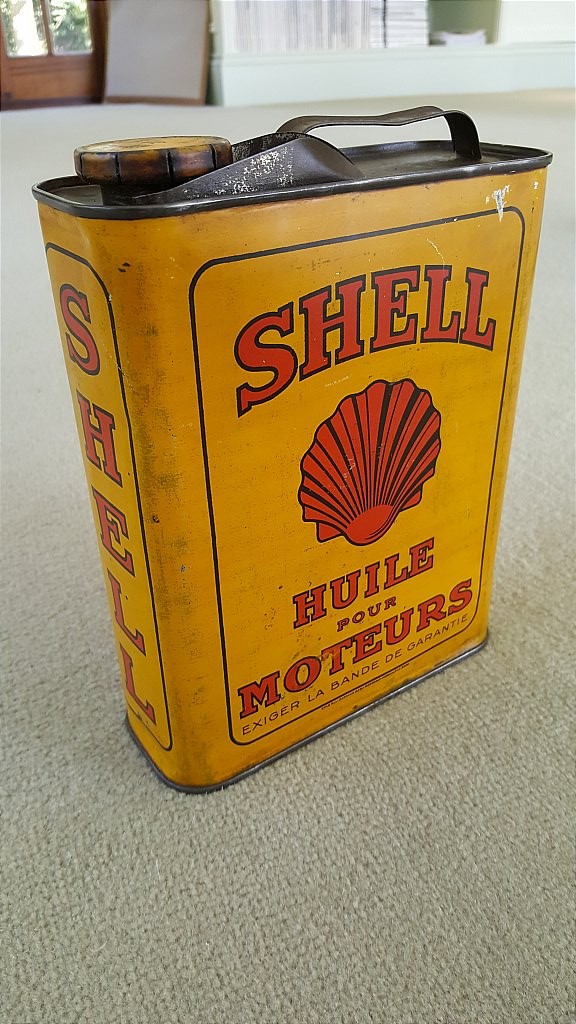 SHELL
SHELL
HUILE
POUR
MOTEURS
EXIGER LA BANDE DE GARANTIE